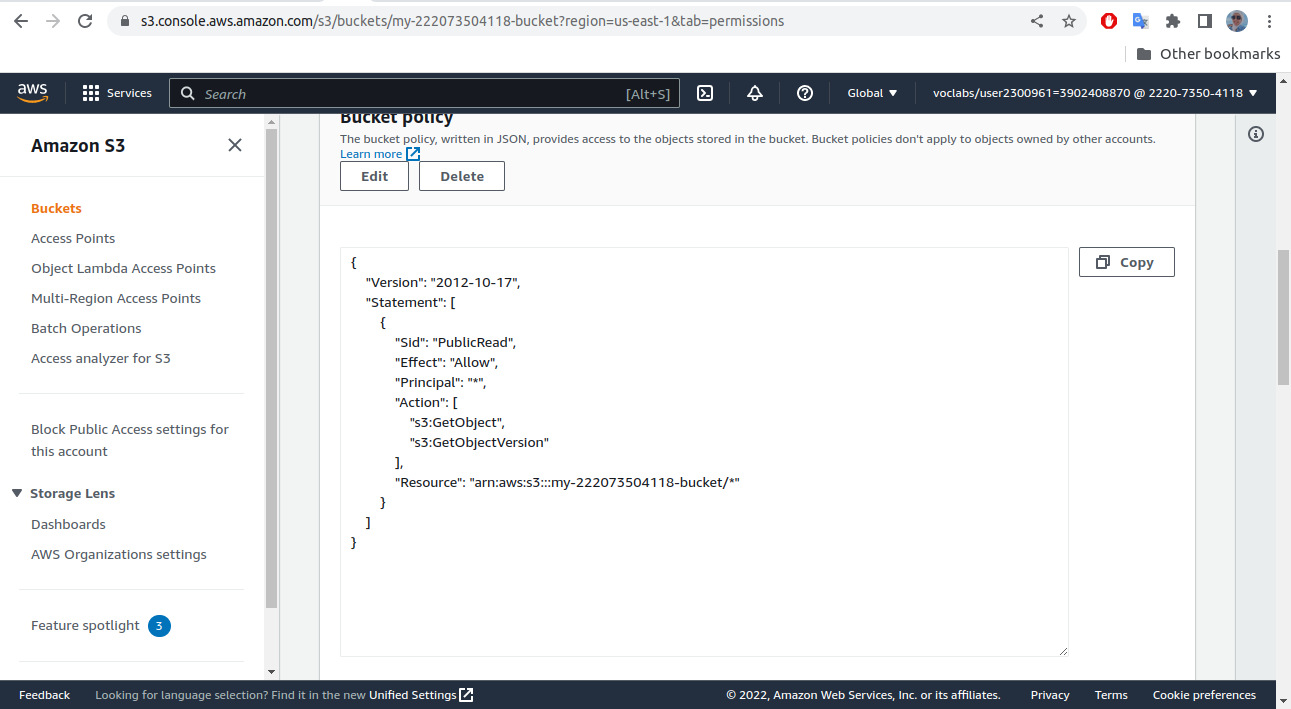 s3.console.aws.amazon.com/s3/buckets/my-222073504118-bucket?region=us-east-1&tab=permissions
Other bookmarks
aws
Services
Search
[Alt+S]
Global
voclabs/user2300961=3902408870 @ 2220-7350-4118
Amazon S3
Buckets
Access Points
Object Lambda Access Points
Multi-Region Access Points
Batch Operations
Access analyzer for S3
Block Public Access settings for
this account
Storage Lens
Dashboards
AWS Organizations settings
Feature spotlight 3
Bucket policy
The bucket policy, written in JSON, provides access to the objects stored in the bucket. Bucket policies don't apply to objects owned by other accounts.
Learn more
Edit
Delete
Copy
{
"Version": "2012-10-17",
"Statement": [
{
"Sid": "PublicRead",
"Effect": "Allow",
"Principal": "*",
"Action": [
"s3:GetObject",
"s3:GetObjectVersion"
],
"Resource": "arn:aws:s3:::my-222073504118-bucket/*"
}
]
}
Feedback
Looking for language selection? Find it in the new Unified Settings
© 2022, Amazon Web Services, Inc. or its affiliates.
Privacy
Terms
Cookie preferences